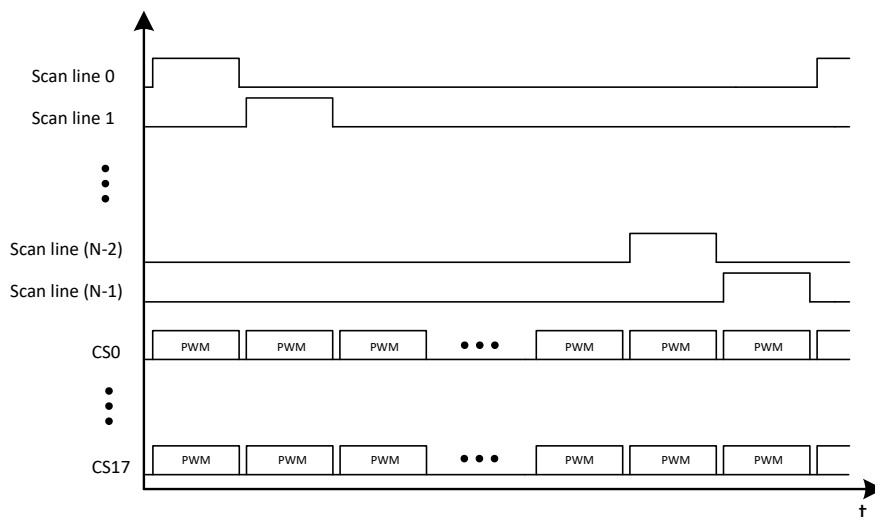 Scan line 0
Scan line 1
Scan line (N-2)
Scan line (N-1)
CS0 PWM PWM PWM PWM PWM PWM
CS17 PWM PWM PWM PWM PWM PWM
t